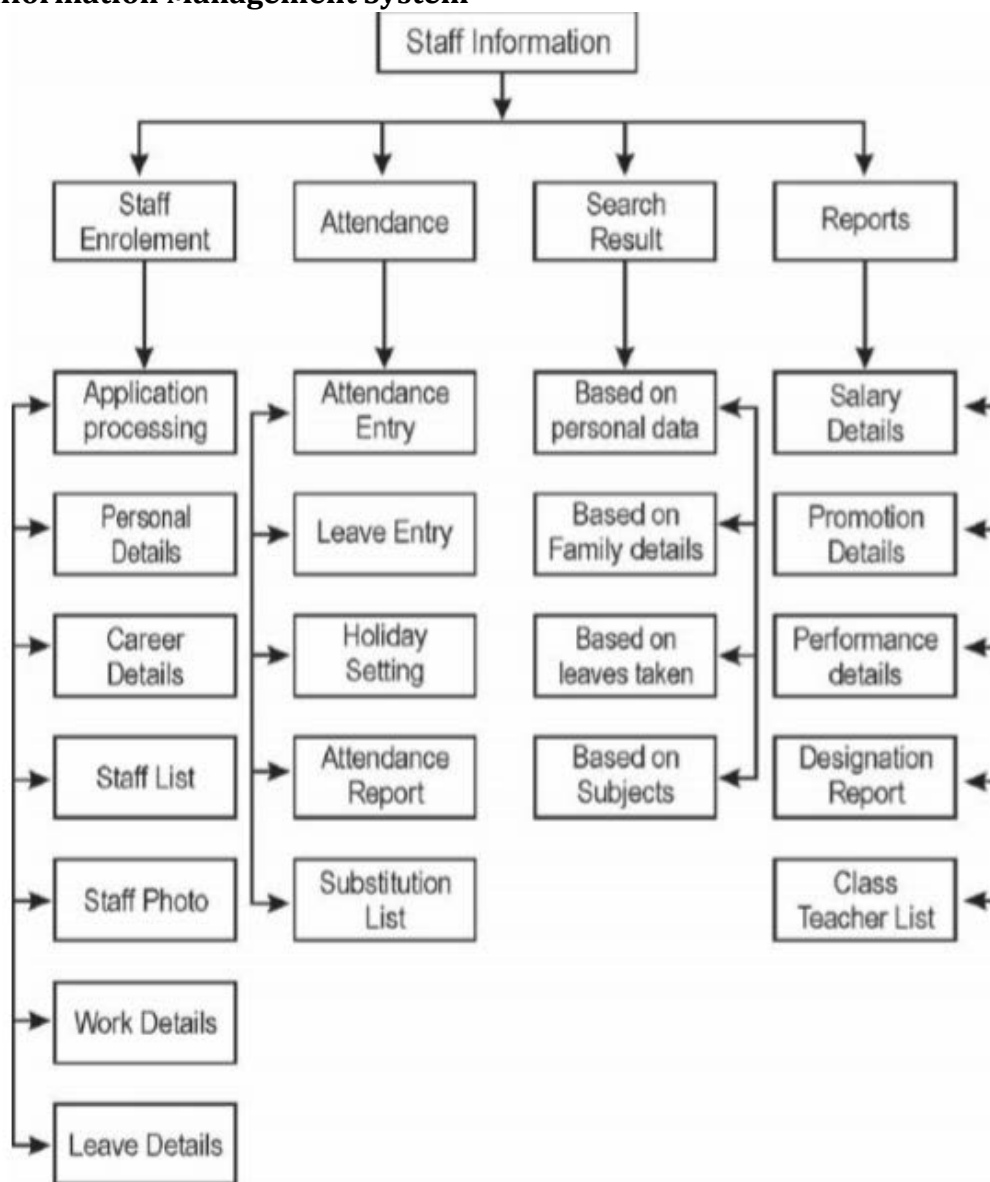 nformation Management System
Staff Information
Staff
Enrolement
Attendance
Search
Result
Reports
Application
processing
Attendance
Entry
Based on
personal data
Salary
Details
Personal
Details
Leave Entry
Based on
Family details
Promotion
Details
Career
Details
Holiday
Setting
Based on
leaves taken
Performance
details
Staff List
Attendance
Report
Based on
Subjects
Designation
Report
Staff Photo
Substitution
List
Class
Teacher List
Work Details
Leave Details